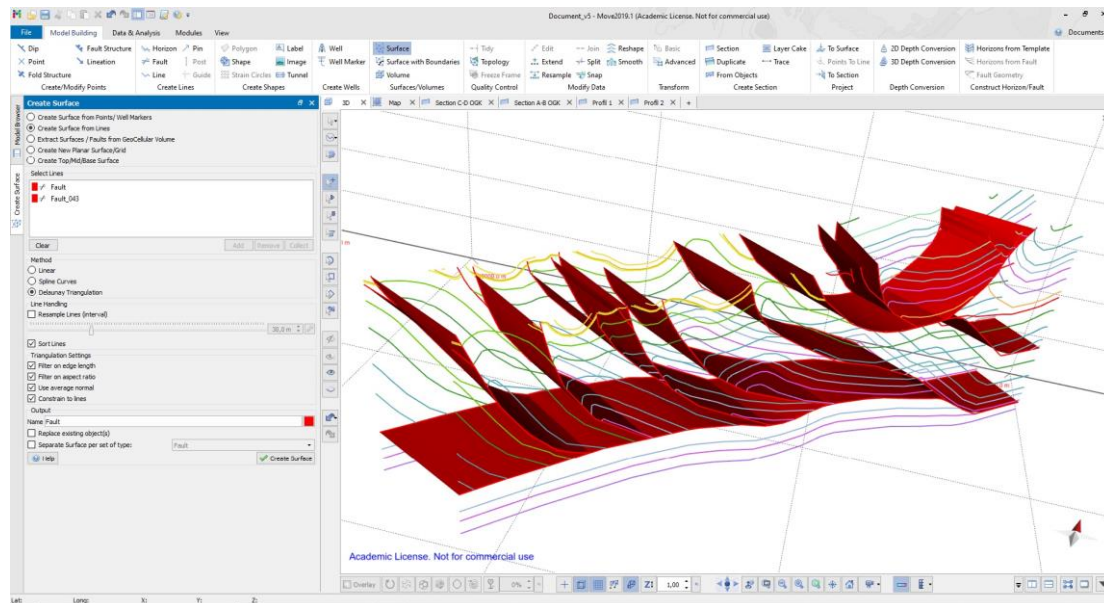 Document_v5 - Move2019.1 (Academic License. Not for commercial use)
File Model Building Data & Analysis Modules View
Documents
Dip Fault Structure Horizon Pin Polygon Label Well Surface Tidy Edit Join Reshape Basic Section Layer Cake To Surface 2D Depth Conversion Horizons from Template
Point Lineation Fault Post Shape Image Well Marker Surface with Boundaries Topology Extend Split Smooth Advanced Duplicate Trace Points To Line 3D Depth Conversion Horizons from Fault
Fold Structure Line Guide Strain Circles Tunnel Volume Freeze Frame Resample Snap From Objects To Section Fault Geometry
Create/Modify Points Create Lines Create Shapes Create Wells Surfaces/Volumes Quality Control Modify Data Transform Create Section Project Depth Conversion Construct Horizon/Fault
Create Surface
3D Map Section C-D OGK Section A-B OGK Profil 1 Profil 2 +
Model Browser
Create Surface
Create Surface from Points/ Well Markers
Create Surface from Lines
Extract Surfaces / Faults from GeoCellular Volume
Create New Planar Surface/Grid
Create Top/Mid/Base Surface
Select Lines
Fault
Fault_043
Clear Add Remove Collect
Method
Linear
Spline Curves
Delaunay Triangulation
Line Handling
Resample Lines (interval)
30,0 m
Sort Lines
Triangulation Settings
Filter on edge length
Filter on aspect ratio
Use average normal
Constrain to lines
Output
Name Fault
Replace existing object(s)
Separate Surface per set of type: Fault
Help Create Surface
Academic License. Not for commercial use
Overlay 0% Z: 1,00
Lat: Long: X: Y: Z: